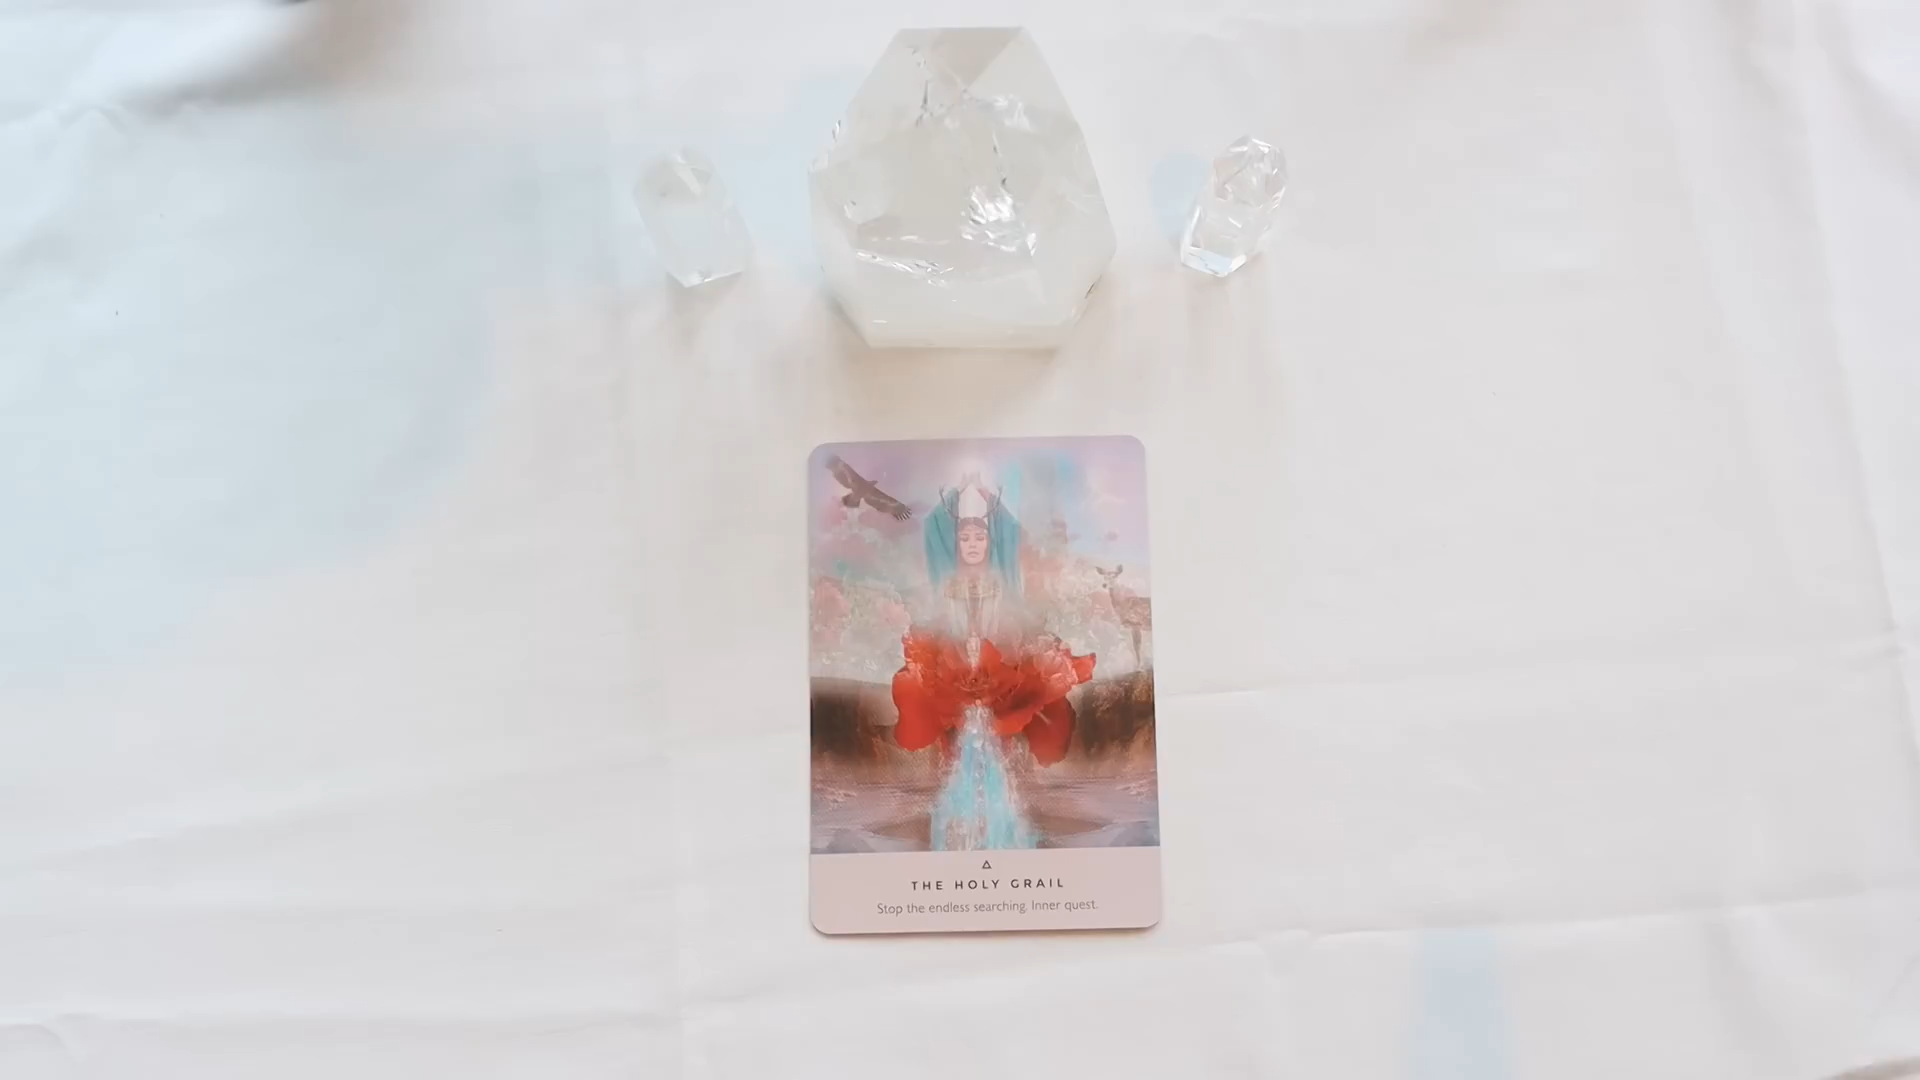 THE HOLY GRAIL
Stop the endless searching. Inner quest.